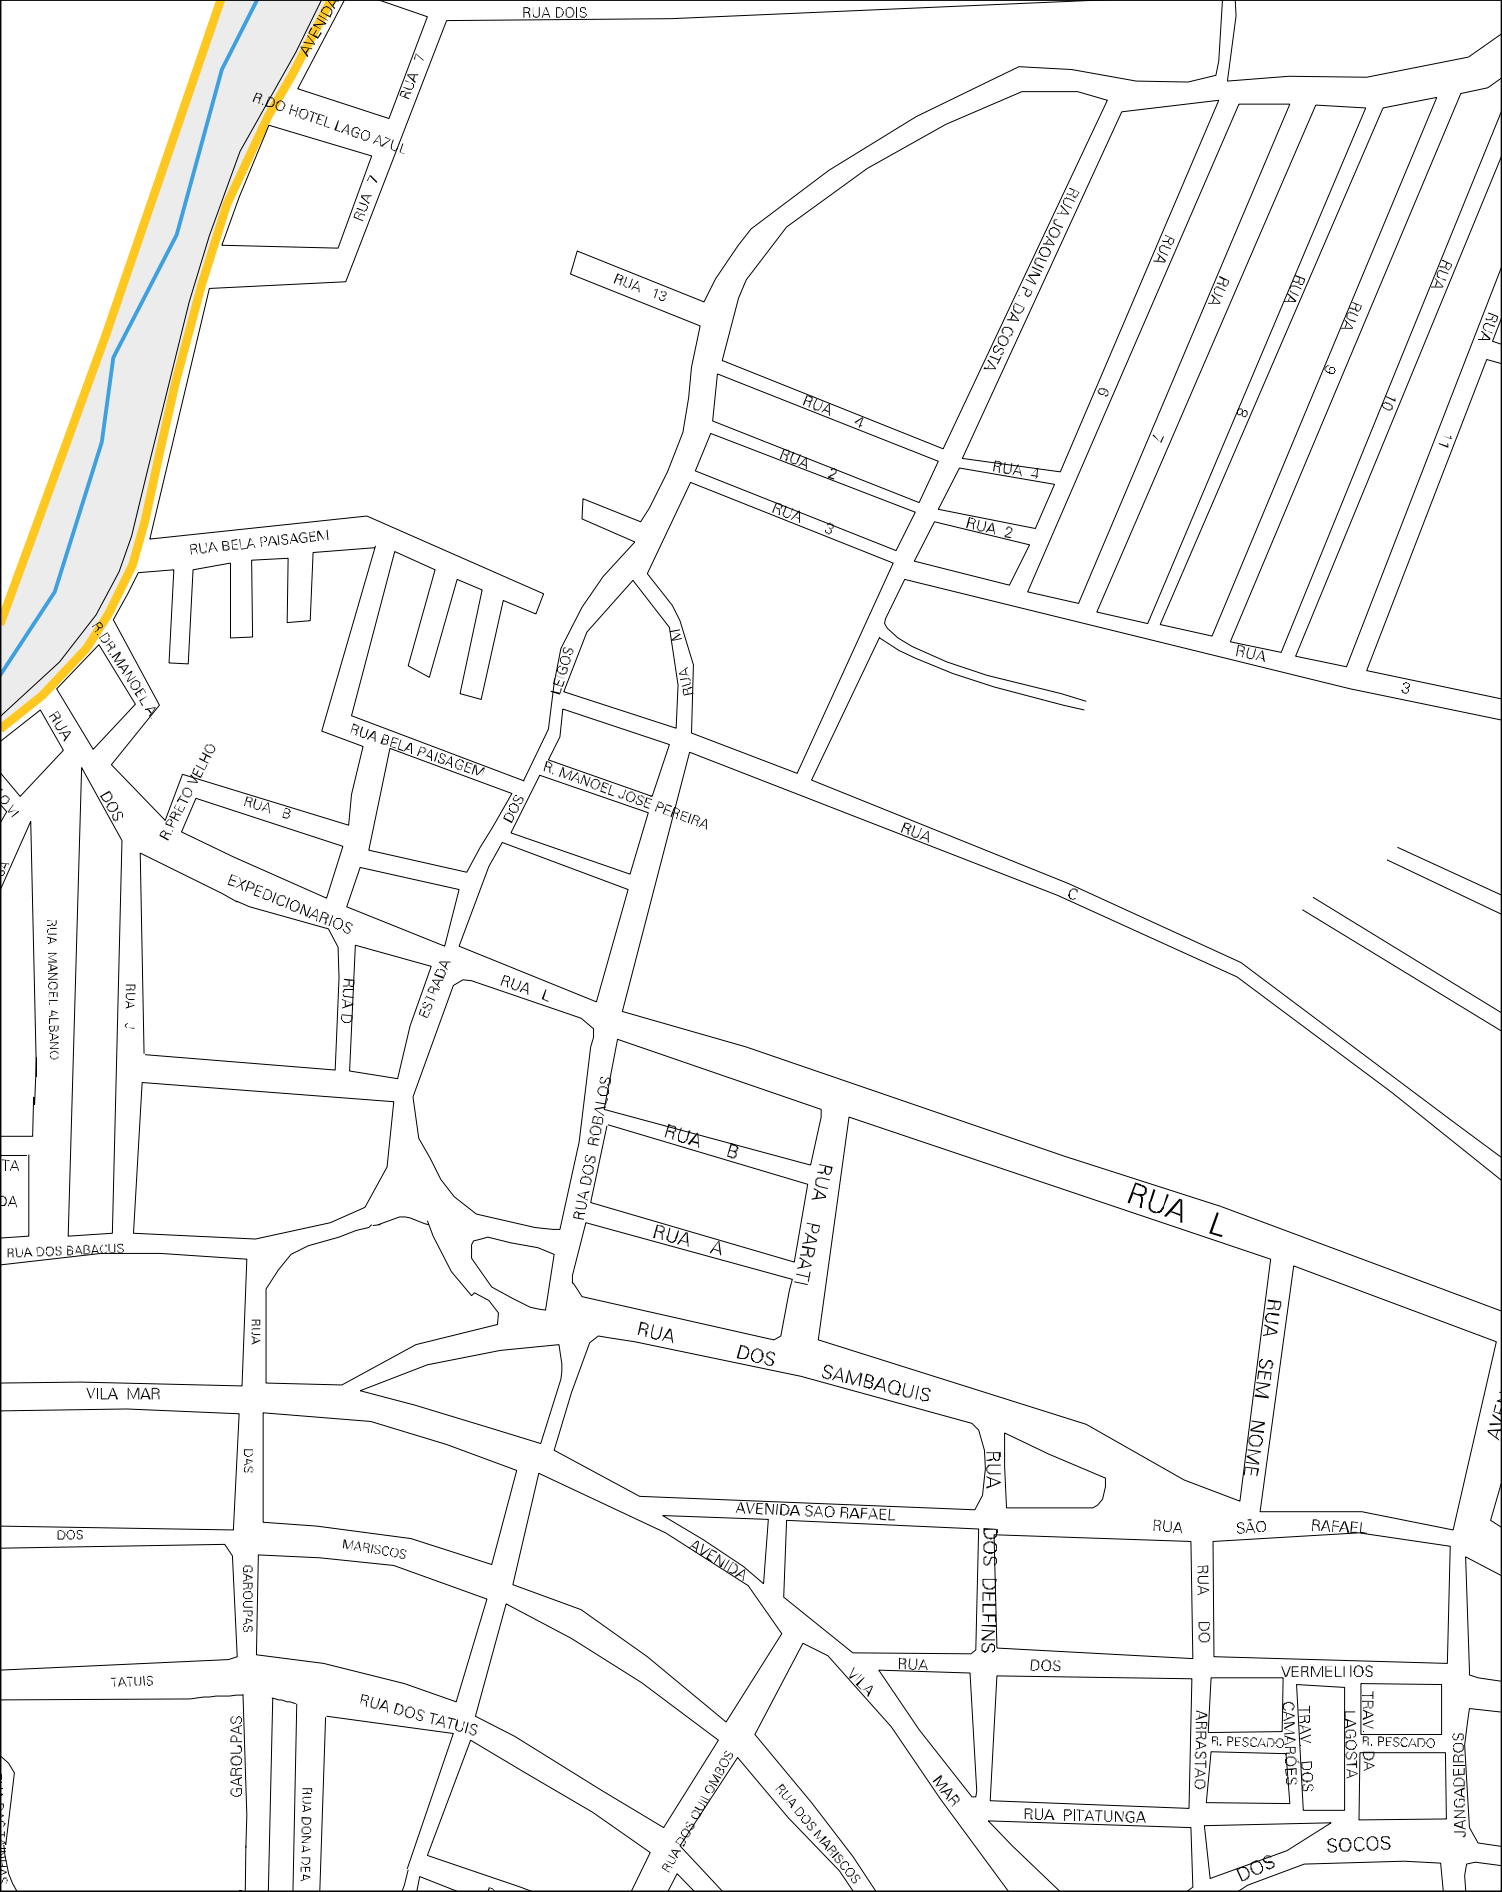 RUA DOIS
AVENIDA
RUA 7
R.DO HOTEL LAGO AZUL
RUA 7
RUA 13
RUA JOAQUIM P. DA COSTA
RUA 6
RUA 7
RUA 8
RUA 9
RUA 10
RUA 11
RUA
RUA 4
RUA 2
RUA 3
RUA 4
RUA 2
RUA 3
RUA BELA PAISAGEM
R.DR.MANOEL A
RUA M
RUA DOS EXPEDICIONARIOS
RUA BELA PAISAGEM
R. MANOEL JOSE PEREIRA
R.PRETO VELHO
RUA B
ESTRADA DOS LEIGOS
RUA C
RUA MANOEL ALBANO
RUA J
RUA D
RUA L
RUA DOS ROBALOS
RUA B
RUA A
RUA PARATI
RUA L
TA
DA
RUA DOS BABACUS
RUA DAS GAROUPAS
VILA MAR
RUA DOS SAMBAQUIS
RUA SEM NOME
AVEN
RUA DOS DELFINS
AVENIDA SAO RAFAEL
RUA SÃO RAFAEL
DOS MARISCOS
AVENIDA VILA MAR
RUA DO ARRASTAO
RUA DOS VERMELHOS
TATUIS
RUA DOS TATUIS
GAROUPAS
RUA DONA DEA
RUA DOS QUILOMBOS
RUA DOS MARISCOS
RUA PITATUNGA
R. PESCADO
TRAV DOS CAMARÕES
TRAV DA LAGOSTA
R. PESCADO
JANGADEIROS
DOS SOCOS